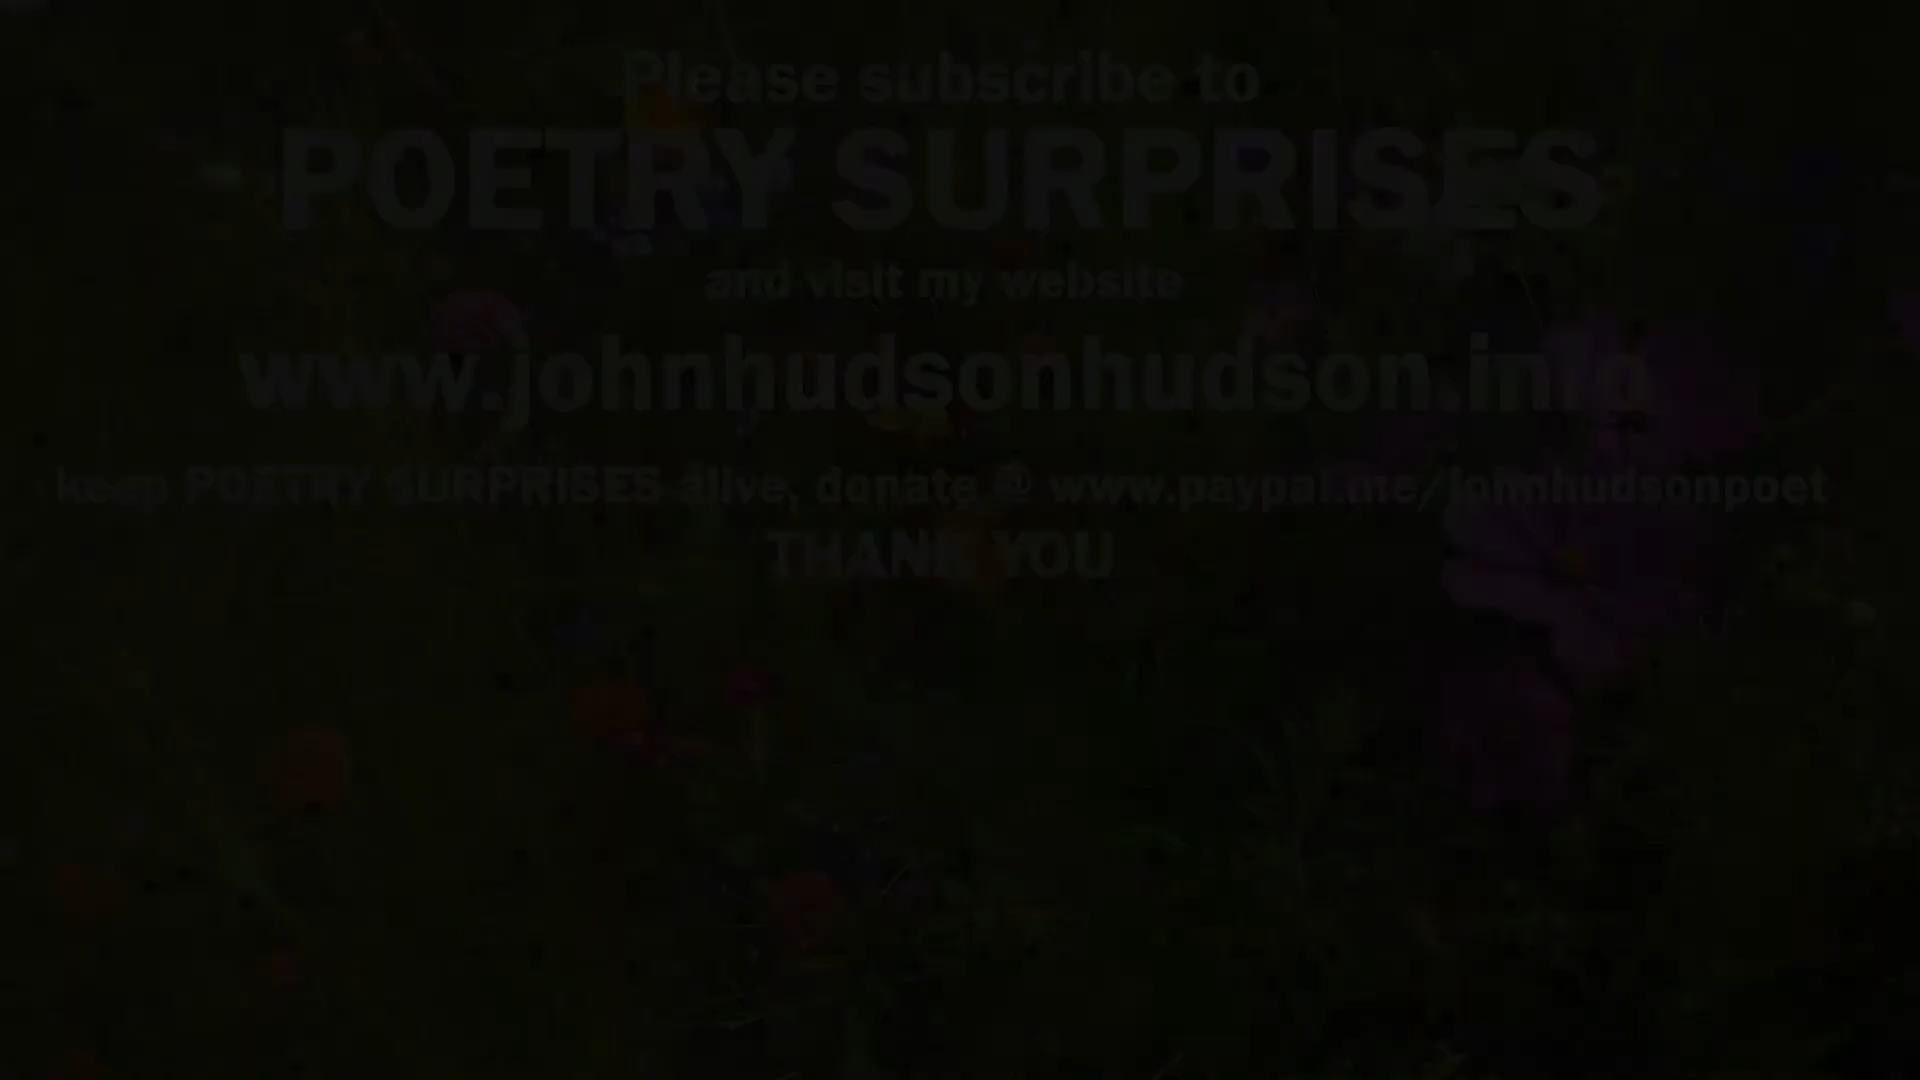 Please subscribe to
POETRY SURPRISES
and visit my website
www.johnhudsonhudson.info
keep POETRY SURPRISES alive, donate @ www.paypal.me/johnhudsonpoet
THANK YOU